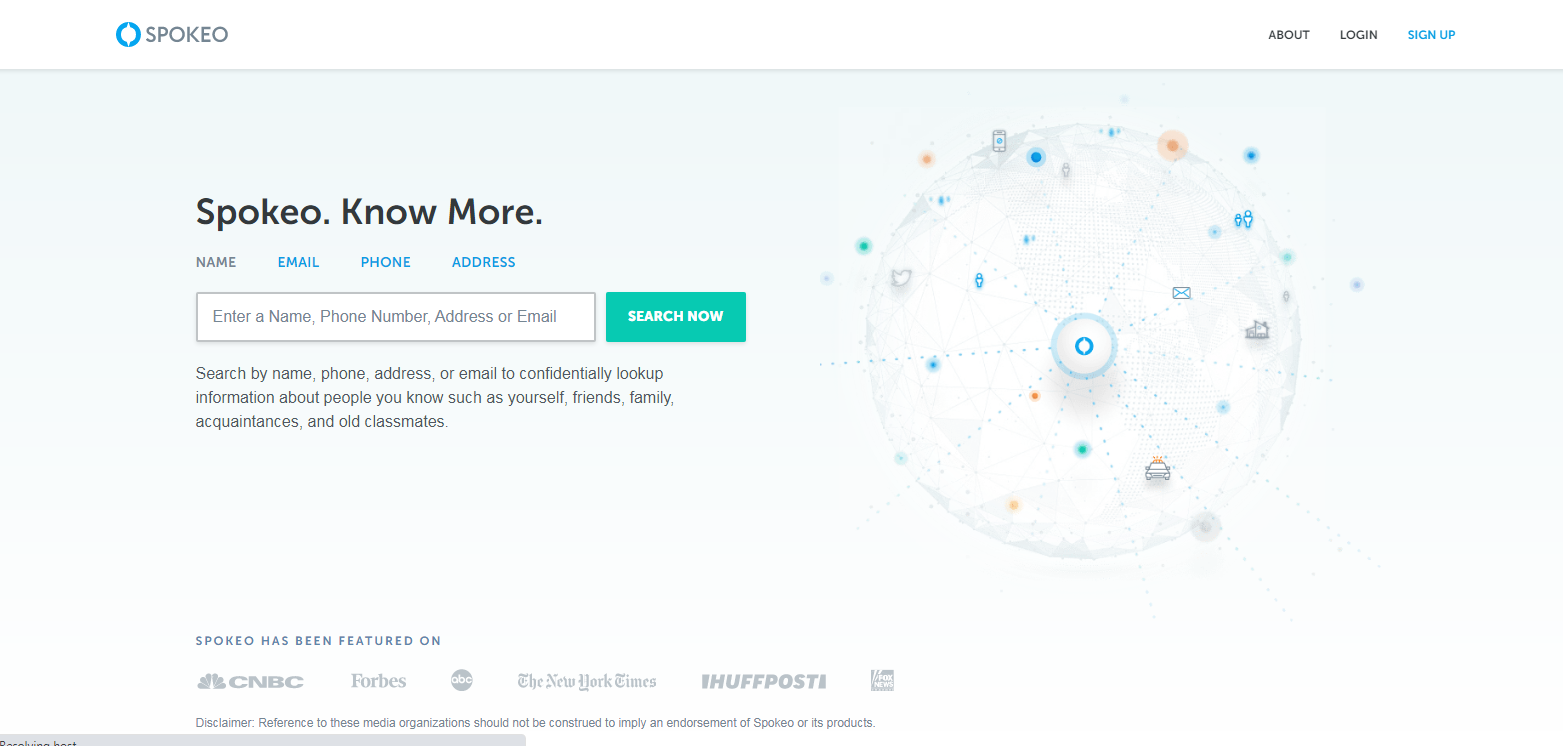 SPOKEO
ABOUT LOGIN SIGN UP
Spokeo. Know More.
NAME EMAIL PHONE ADDRESS
Enter a Name, Phone Number, Address or Email
SEARCH NOW
Search by name, phone, address, or email to confidentially lookup
information about people you know such as yourself, friends, family,
acquaintances, and old classmates.
SPOKEO HAS BEEN FEATURED ON
CNBC Forbes abc The New York Times HUFFPOST FOX NEWS
Disclaimer: Reference to these media organizations should not be construed to imply an endorsement of Spokeo or its products.
Resolving host